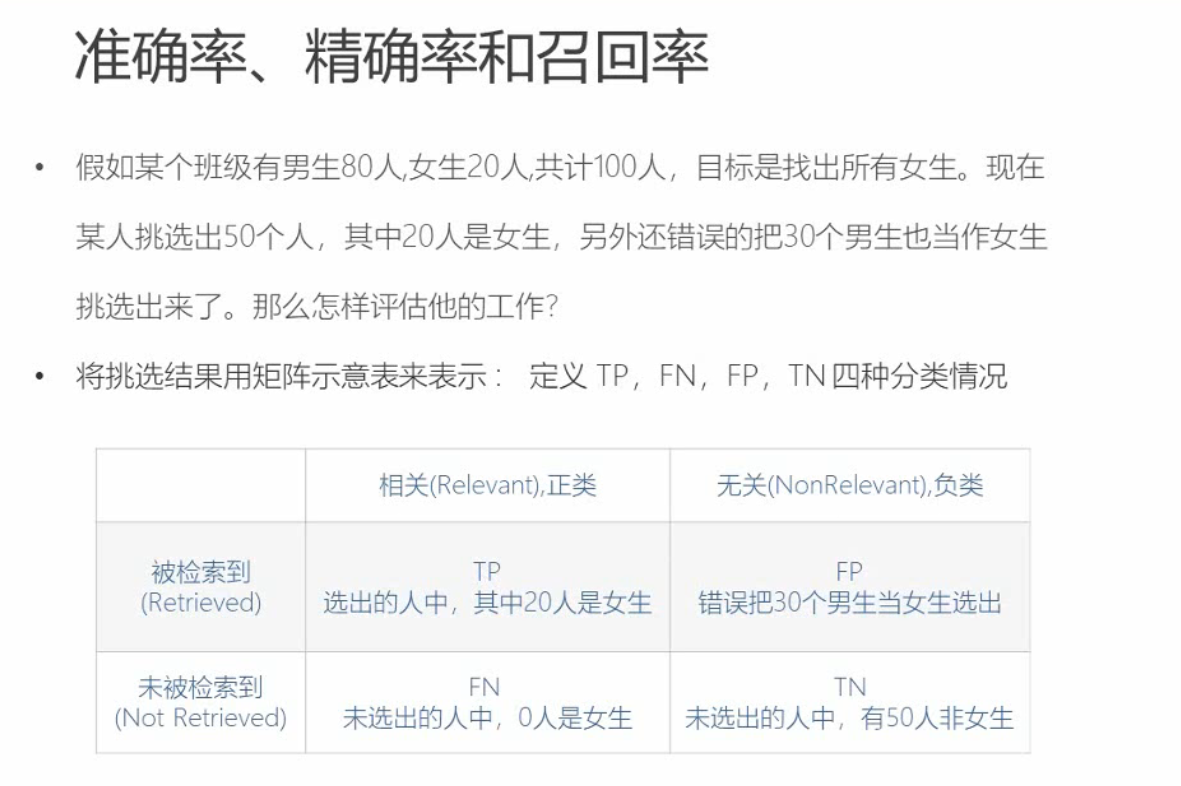 准确率、精确率和召回率
• 假如某个班级有男生80人,女生20人,共计100人，目标是找出所有女生。现在
某人挑选出50个人，其中20人是女生，另外还错误的把30个男生也当作女生
挑选出来了。那么怎样评估他的工作?
• 将挑选结果用矩阵示意表来表示： 定义 TP，FN，FP，TN四种分类情况
相关(Relevant),正类
无关(NonRelevant),负类
被检索到
(Retrieved)
TP
选出的人中，其中20人是女生
FP
错误把30个男生当女生选出
未被检索到
(Not Retrieved)
FN
未选出的人中，0人是女生
TN
未选出的人中，有50人非女生